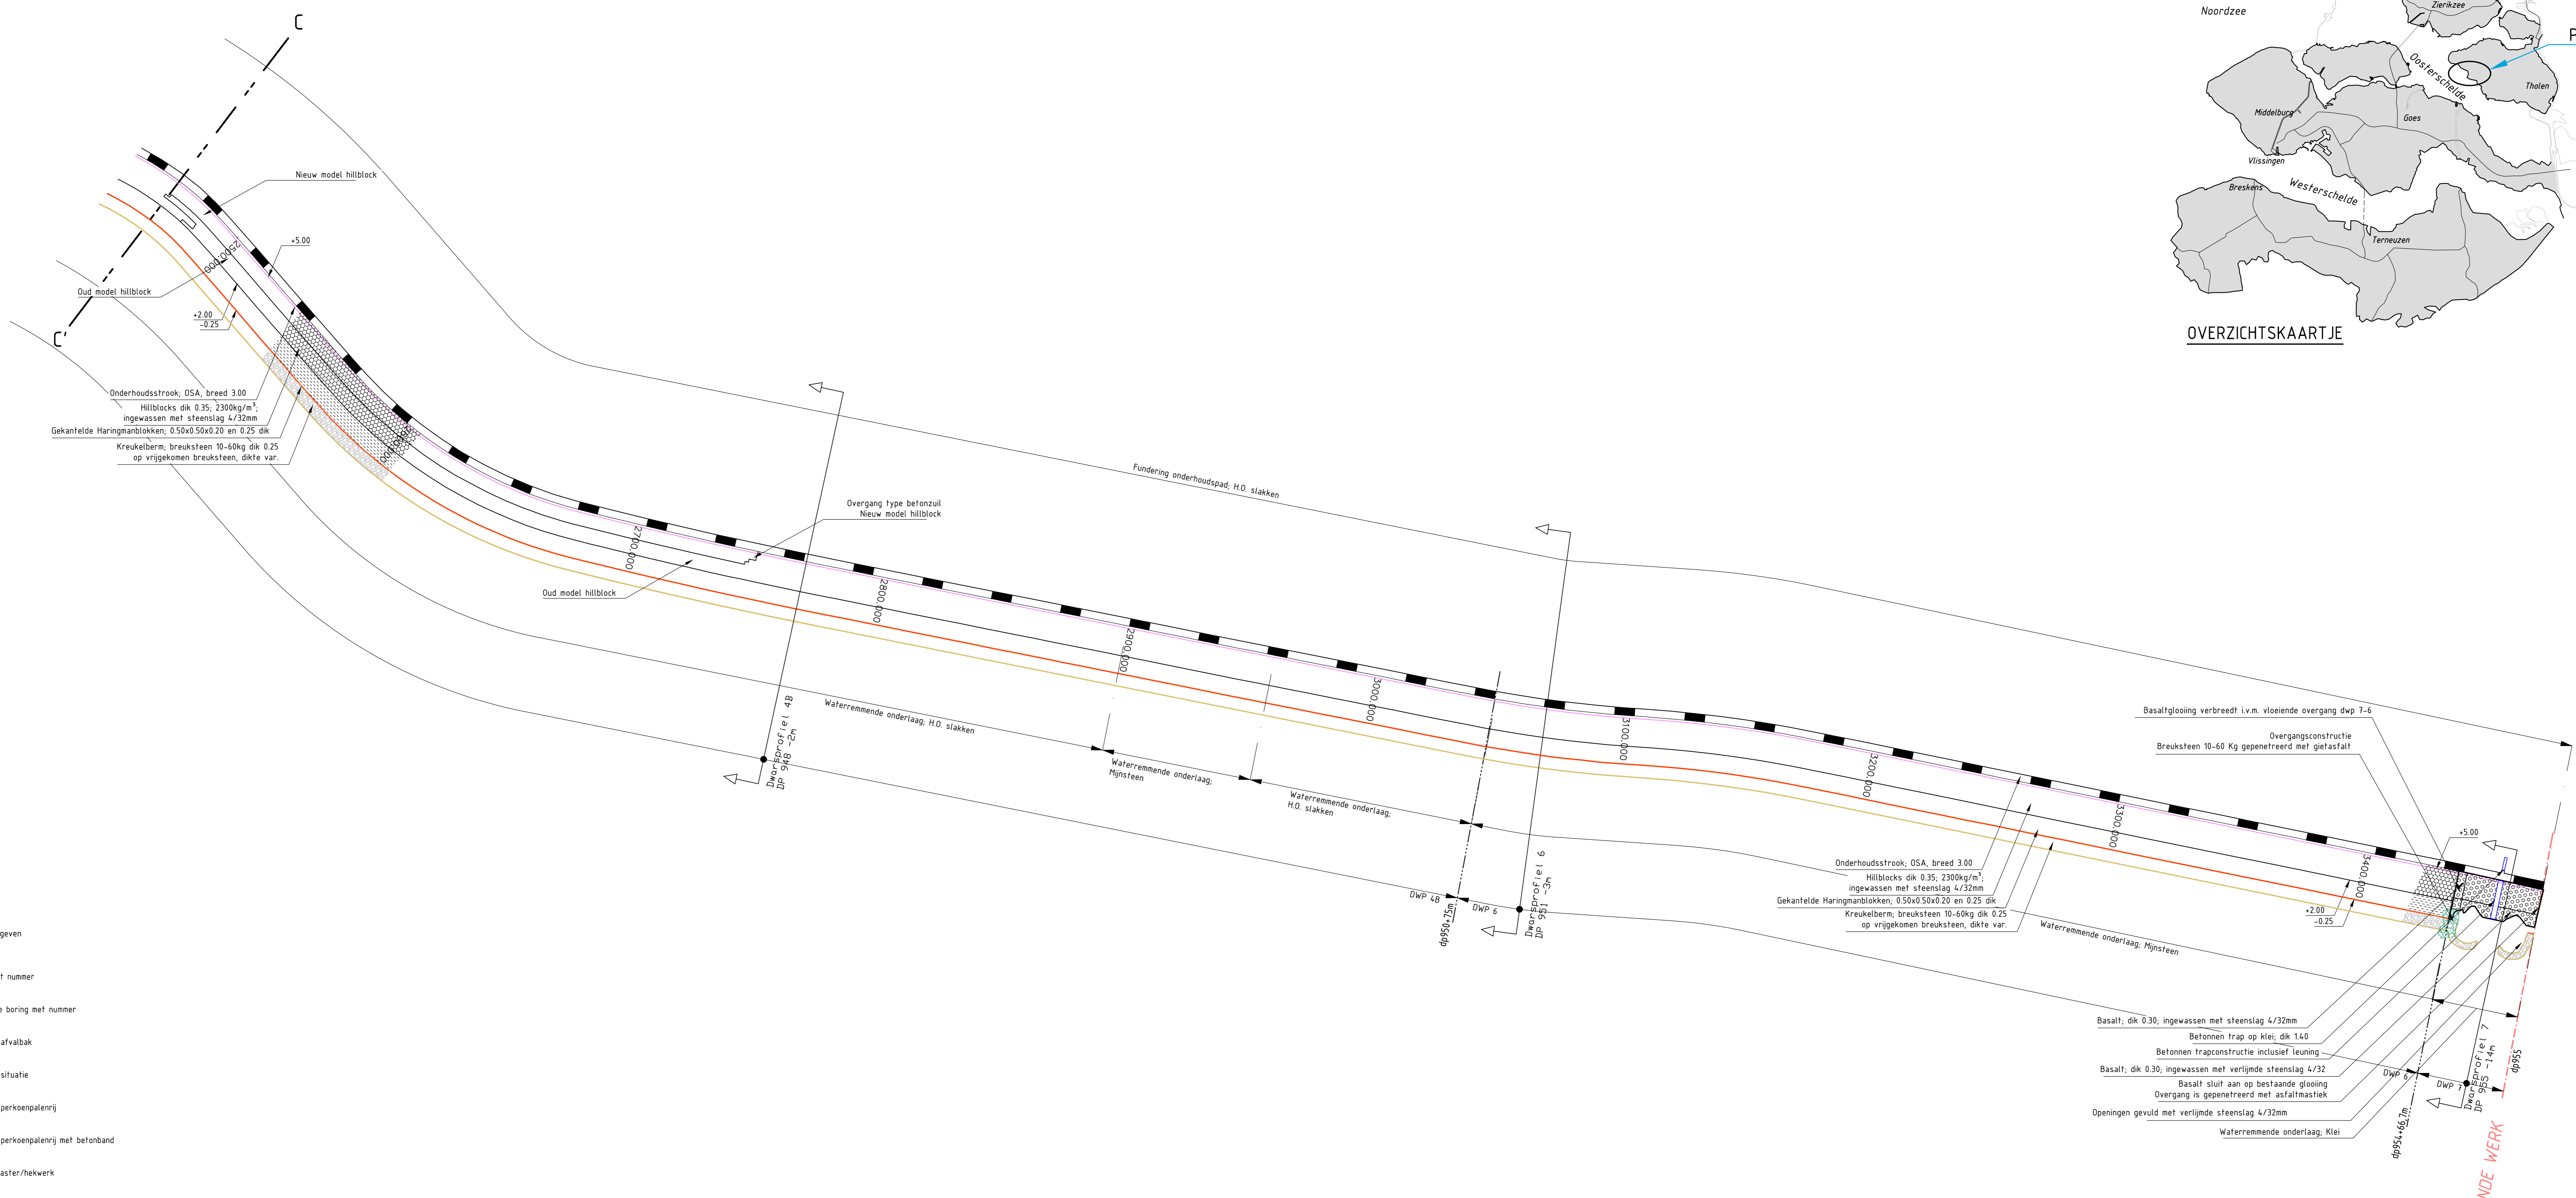 C
Nieuw model hillblock
+5.00
2500.000
Oud model hillblock
+2.00
-0.25
C'
Onderhoudsstrook; OSA, breed 3.00
Hillblocks dik 0.35; 2300kg/m³;
ingewassen met steenslag 4/32mm
Gekantelde Haringmanblokken; 0.50x0.50x0.20 en 0.25 dik
Kreukelberm; breuksteen 10-60kg dik 0.25
op vrijgekomen breuksteen, dikte var.
Overgang type betonzuil
Nieuw model hillblock
2700.000
Oud model hillblock
2800.000
Fundering onderhoudspad; H.O. slakken
2900.000
3000.000
3100.000
3200.000
3300.000
3400.000
Waterremmende onderlaag; H.O. slakken
Dwarsprofiel 4B
DP 948 -2m
Waterremmende onderlaag;
Mijnsteen
Waterremmende onderlaag;
H.O. slakken
DWP 4B
DWP 6
dp950+75m
Dwarsprofiel 6
DP 951 -3m
Basaltglooiing verbreedt i.v.m. vloeiende overgang dwp 7-6
Overgangsconstructie
Breuksteen 10-60 Kg gepenetreerd met gietasfalt
+5.00
Onderhoudsstrook; OSA, breed 3.00
Hillblocks dik 0.35; 2300kg/m³;
ingewassen met steenslag 4/32mm
Gekantelde Haringmanblokken; 0.50x0.50x0.20 en 0.25 dik
Kreukelberm; breuksteen 10-60kg dik 0.25
op vrijgekomen breuksteen, dikte var.
+2.00
-0.25
Waterremmende onderlaag; Mijnsteen
Basalt; dik 0.30; ingewassen met steenslag 4/32mm
Betonnen trap op klei; dik 1.40
Betonnen trapconstructie inclusief leuning
Basalt; dik 0.30; ingewassen met verlijmde steenslag 4/32
Basalt sluit aan op bestaande glooiing
Overgang is gepenetreerd met asfaltmastiek
Openingen gevuld met verlijmde steenslag 4/32mm
Waterremmende onderlaag; Klei
DWP 6
DWP 7
dp954+66.7m
Dwarsprofiel 7
DP 955 -14m
dp955
NDE WERK
Noordzee
Zierikzee
P
Oosterschelde
Tholen
Middelburg
Goes
Vlissingen
Westerschelde
Breskens
Terneuzen
OVERZICHTSKAARTJE
geven
t nummer
e boring met nummer
afvalbak
situatie
perkoenpalenrij
perkoenpalenrij met betonband
aster/hekwerk